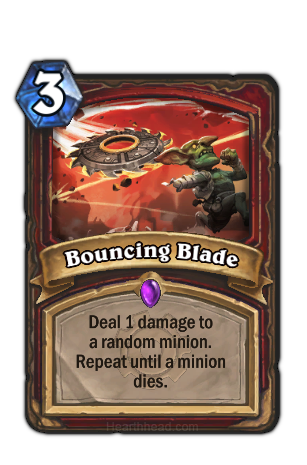 3
Bouncing Blade
Deal 1 damage to
a random minion.
Repeat until a minion
dies.
Hearthhead.com